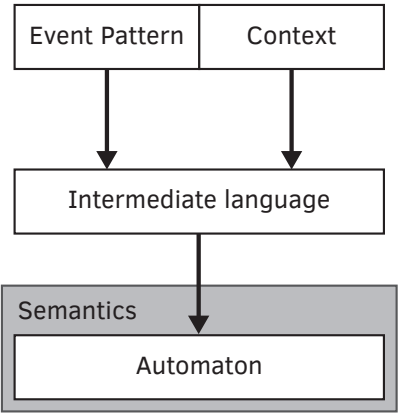 Event Pattern
Context
Intermediate language
Semantics
Automaton